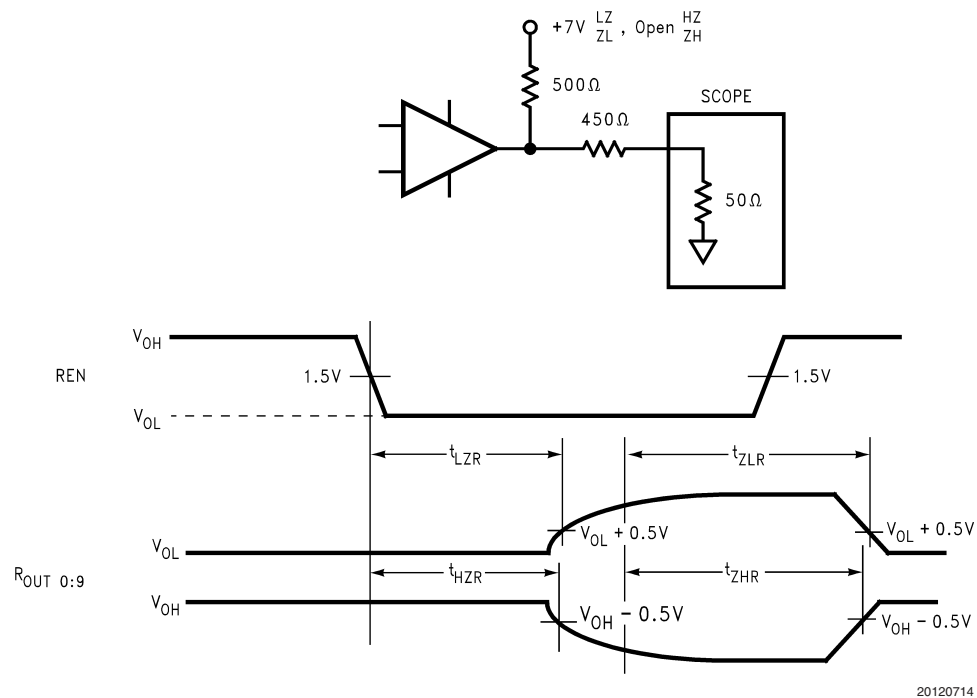 +7V LZ ZL , Open HZ ZH
500Ω
SCOPE
450Ω
50Ω
VOH
REN
1.5V
1.5V
VOL
tLZR
tZLR
VOL + 0.5V
VOL + 0.5V
VOL
ROUT 0:9
tHZR
tZHR
VOH
VOH − 0.5V
VOH − 0.5V
20120714